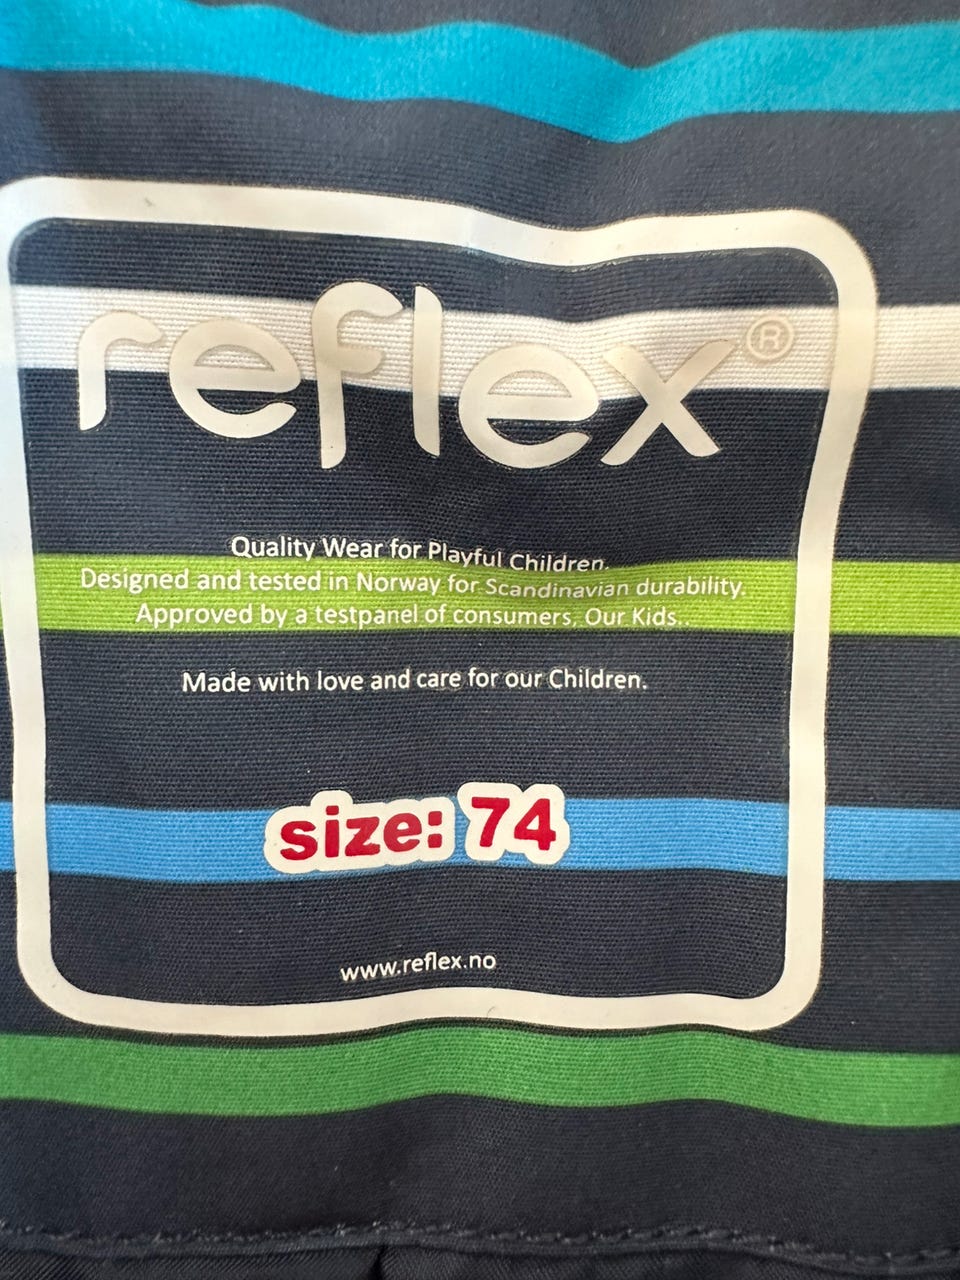 reflex®
Quality Wear for Playful Children.
Designed and tested in Norway for Scandinavian durability.
Approved by a testpanel of consumers, Our Kids..
Made with love and care for our Children.
size: 74
www.reflex.no